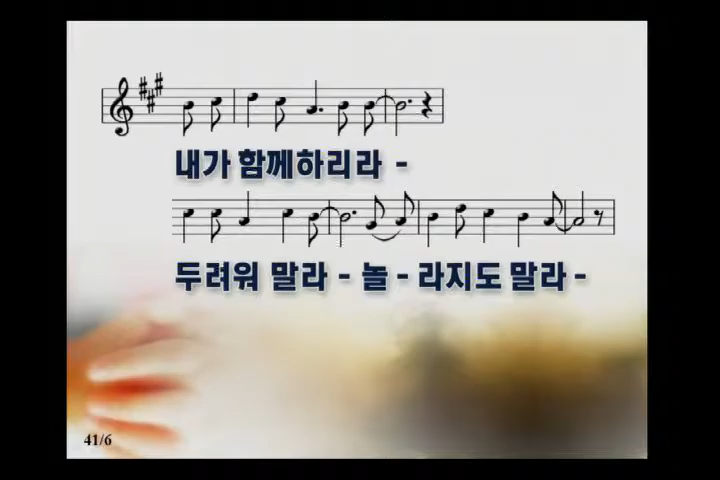 내가 함께하리라 -
두려워 말라 - 놀 - 라지도 말라 -
41/6